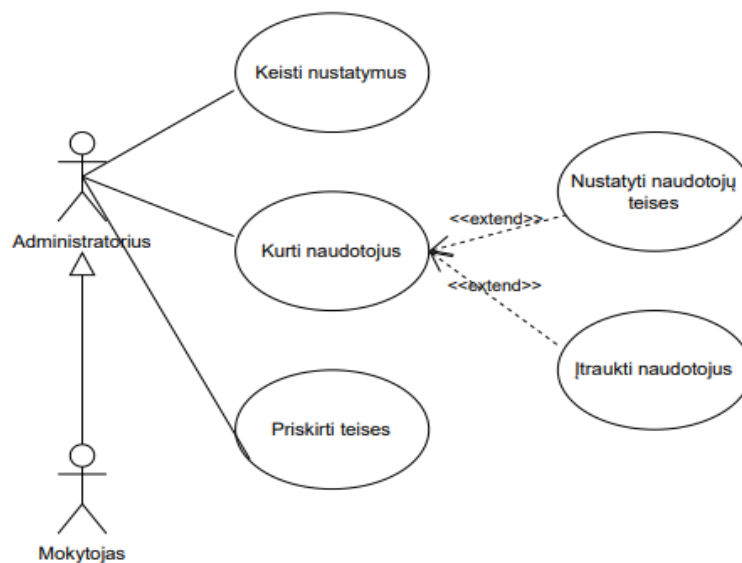 Keisti nustatymus
Administratorius
Kurti naudotojus
<<extend>>
<<extend>>
Nustatyti naudotojų
teises
Įtraukti naudotojus
Priskirti teises
Mokytojas